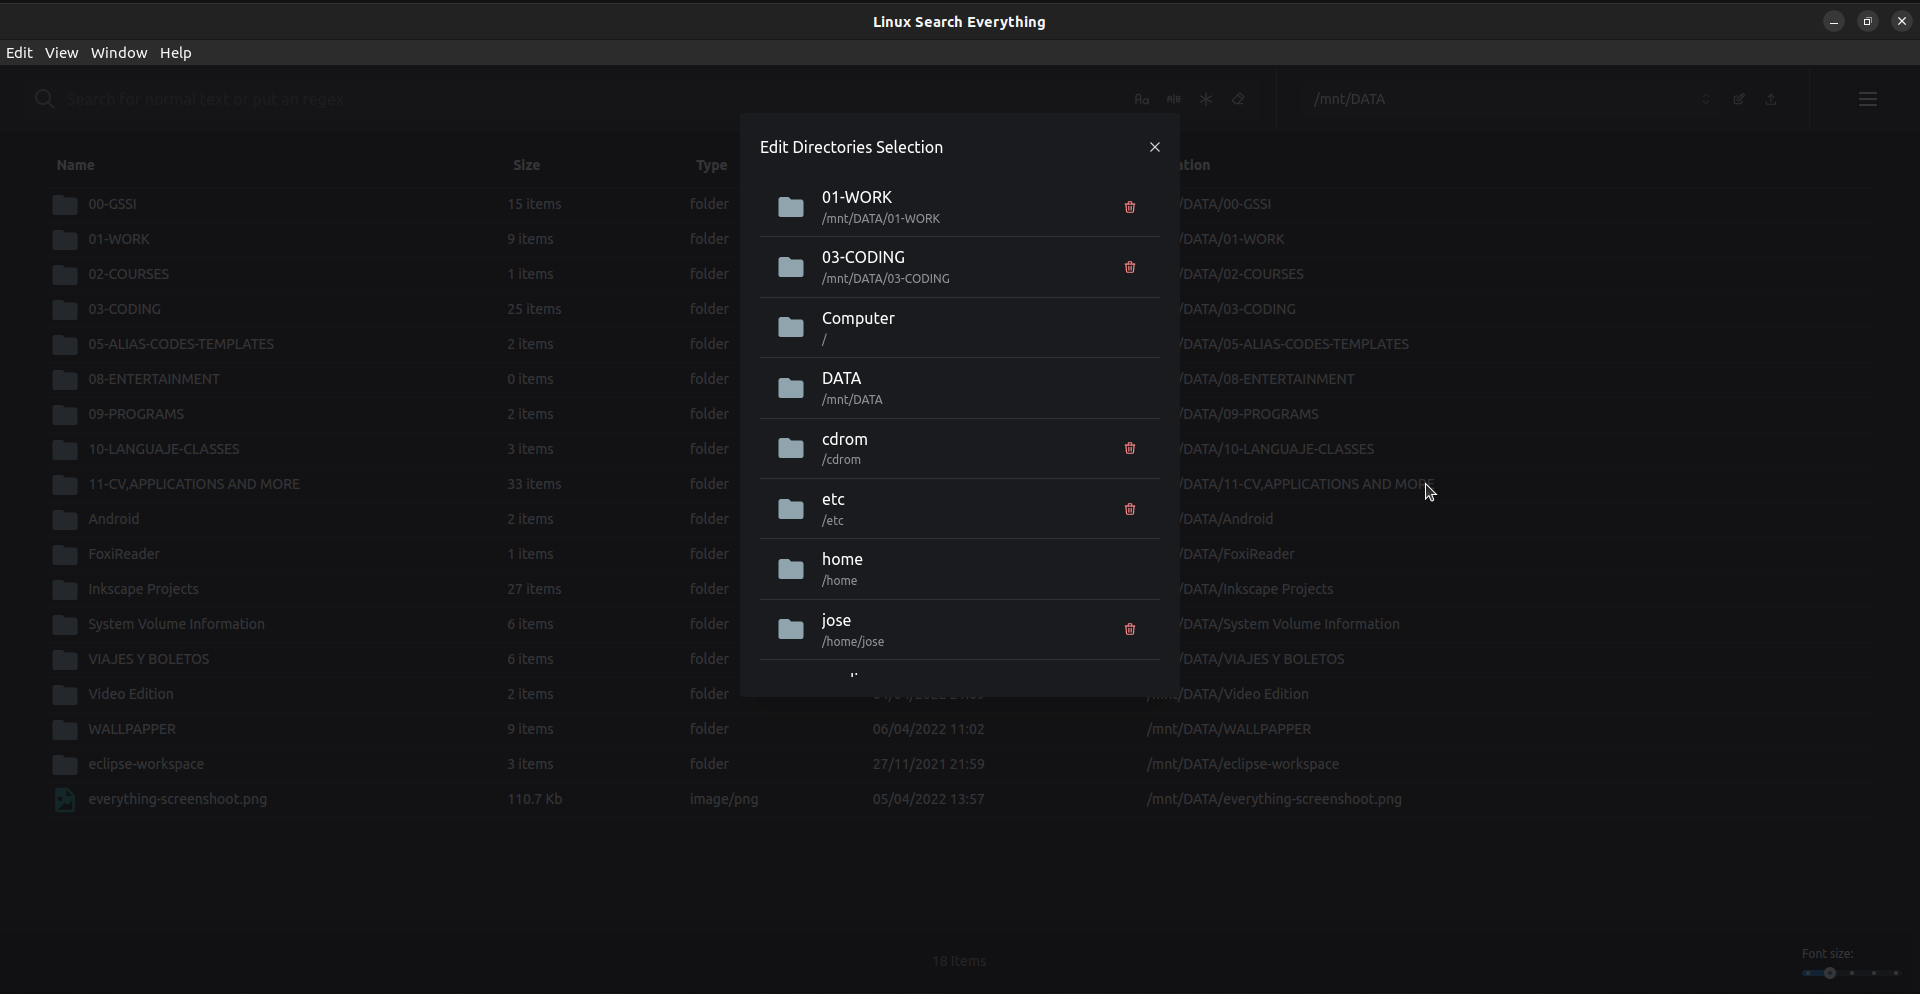 Linux Search Everything
Edit View Window Help
Search for normal text or put an regex
/mnt/DATA
Edit Directories Selection
01-WORK
/mnt/DATA/01-WORK
03-CODING
/mnt/DATA/03-CODING
Computer
/
DATA
/mnt/DATA
cdrom
/cdrom
etc
/etc
home
/home
jose
/home/jose
Name Size Type
00-GSSI 15 items folder /DATA/00-GSSI
01-WORK 9 items folder /DATA/01-WORK
02-COURSES 1 items folder /DATA/02-COURSES
03-CODING 25 items folder /DATA/03-CODING
05-ALIAS-CODES-TEMPLATES 2 items folder /DATA/05-ALIAS-CODES-TEMPLATES
08-ENTERTAINMENT 0 items folder /DATA/08-ENTERTAINMENT
09-PROGRAMS 2 items folder /DATA/09-PROGRAMS
10-LANGUAJE-CLASSES 3 items folder /DATA/10-LANGUAJE-CLASSES
11-CV,APPLICATIONS AND MORE 33 items folder /DATA/11-CV,APPLICATIONS AND MORE
Android 2 items folder /DATA/Android
FoxiReader 1 items folder /DATA/FoxiReader
Inkscape Projects 27 items folder /DATA/Inkscape Projects
System Volume Information 6 items folder /DATA/System Volume Information
VIAJES Y BOLETOS 6 items folder /DATA/VIAJES Y BOLETOS
Video Edition 2 items folder /mnt/DATA/Video Edition
WALLPAPPER 9 items folder 06/04/2022 11:02 /mnt/DATA/WALLPAPPER
eclipse-workspace 3 items folder 27/11/2021 21:59 /mnt/DATA/eclipse-workspace
everything-screenshoot.png 110.7 Kb image/png 05/04/2022 13:57 /mnt/DATA/everything-screenshoot.png
18 items
Font size: